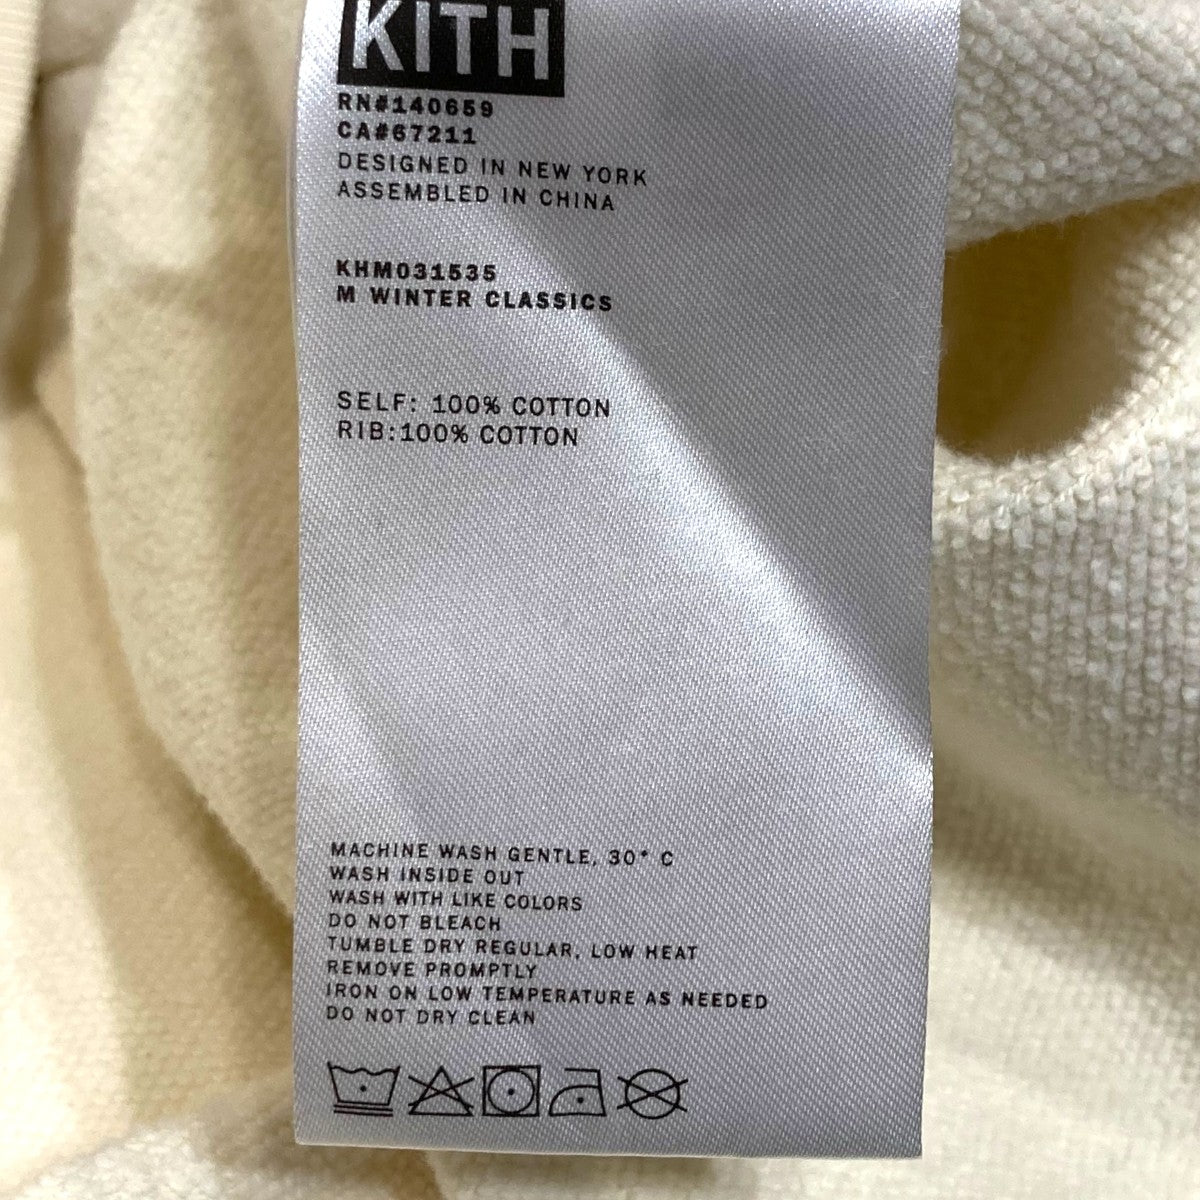 KITH
RN#140659
CA#67211
DESIGNED IN NEW YORK
ASSEMBLED IN CHINA
KHM031535
M WINTER CLASSICS
SELF: 100% COTTON
RIB:100% COTTON
MACHINE WASH GENTLE, 30° C
WASH INSIDE OUT
WASH WITH LIKE COLORS
DO NOT BLEACH
TUMBLE DRY REGULAR, LOW HEAT
REMOVE PROMPTLY
IRON ON LOW TEMPERATURE AS NEEDED
DO NOT DRY CLEAN